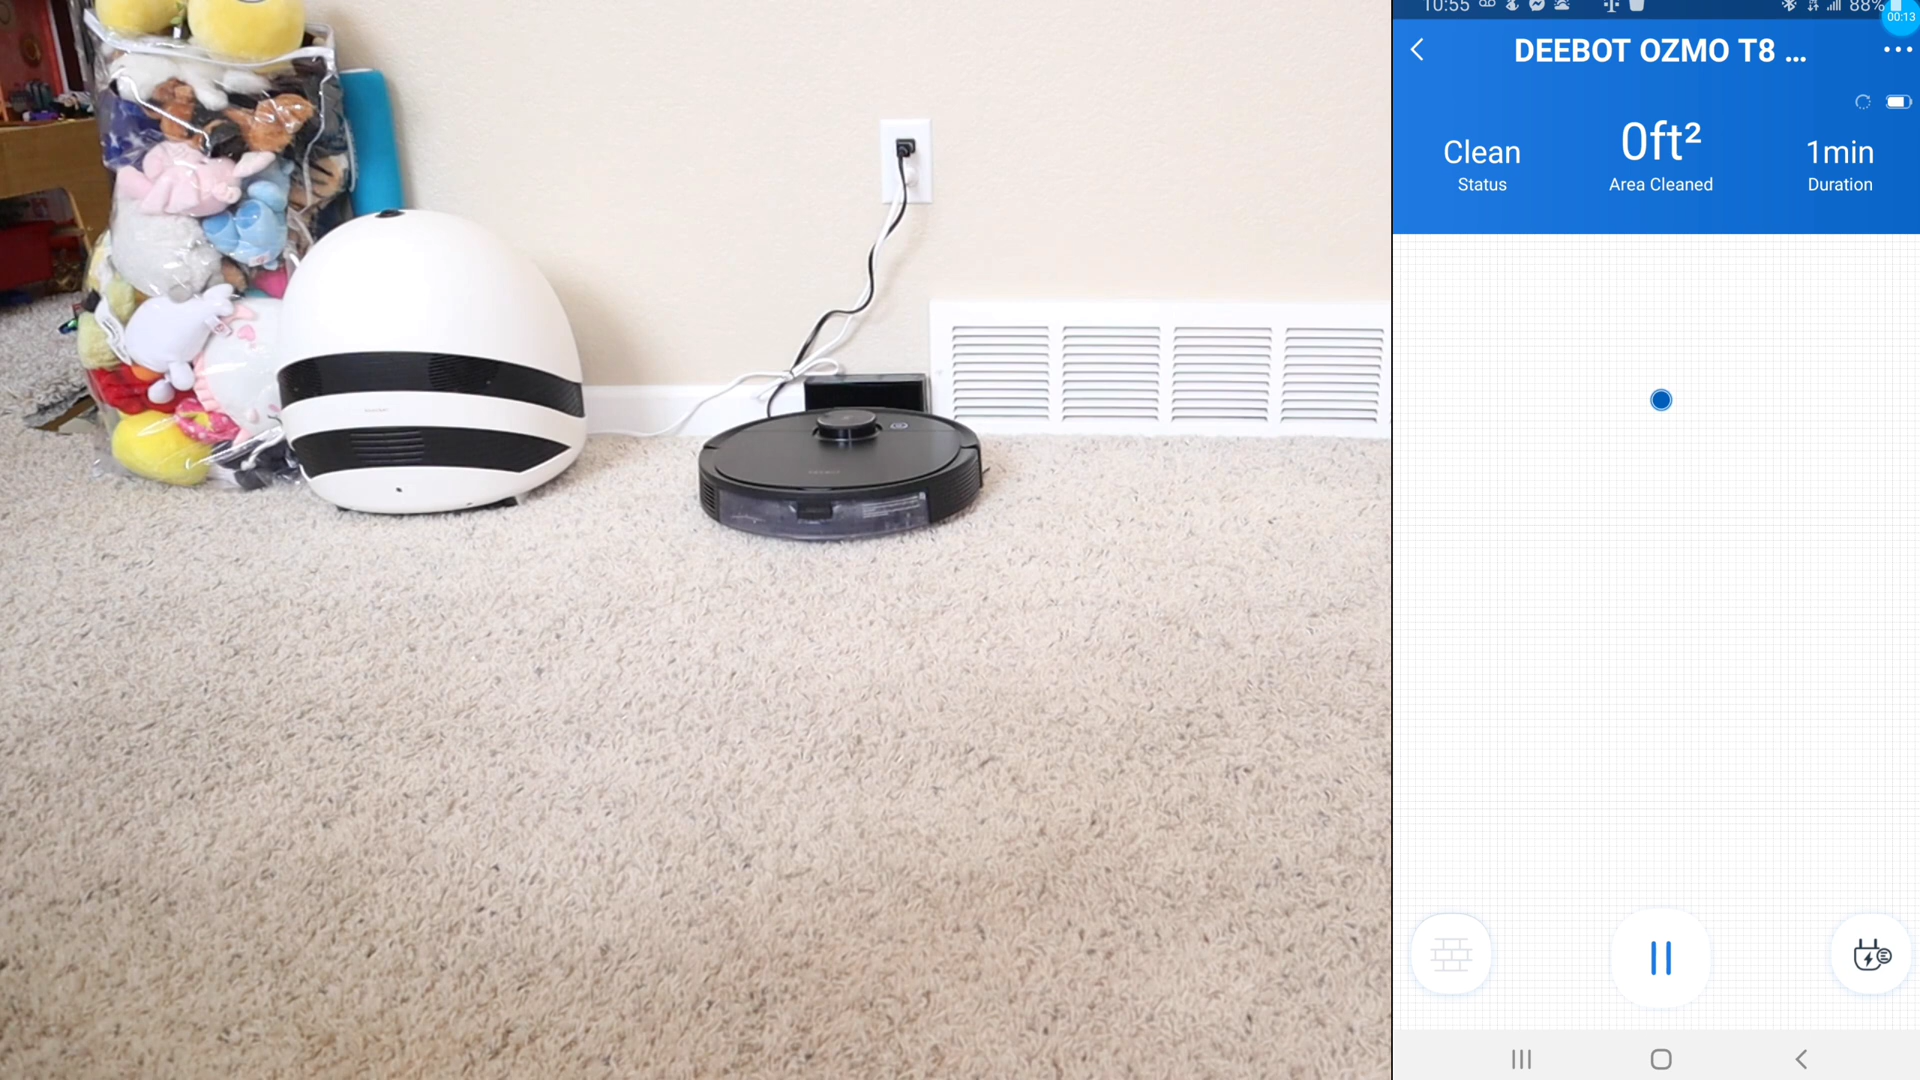 10:55
88%
00:13
DEEBOT OZMO T8 ...
Clean
0ft²
1min
Status
Area Cleaned
Duration